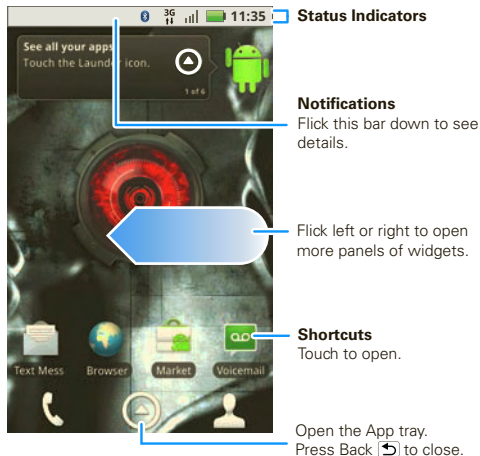 3G 11:35
Status Indicators
See all your apps
Touch the Launder icon.
1 of 6
Notifications
Flick this bar down to see
details.
Flick left or right to open
more panels of widgets.
Shortcuts
Touch to open.
Text Mess
Browser
Market
Voicemail
Open the App tray.
Press Back to close.